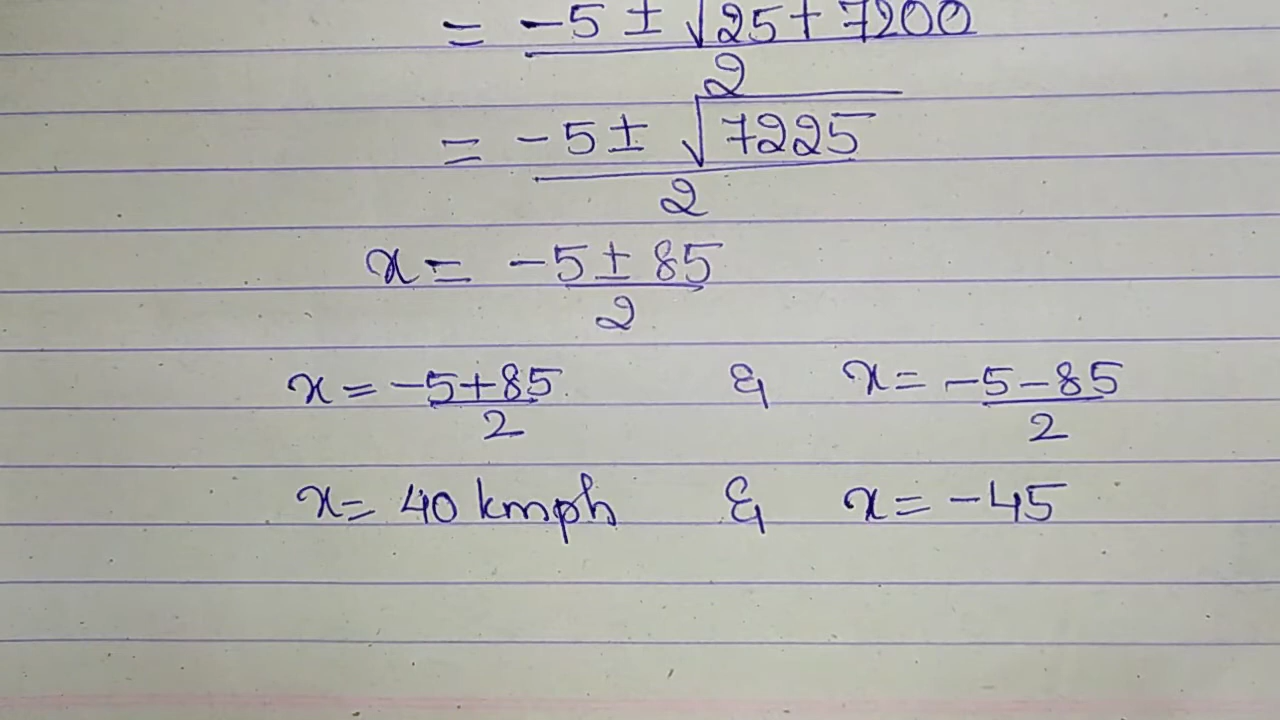 = -5 ± √25 + 7200
2
= -5 ± √7225
2
x = -5 ± 85
2
x = -5+85 & x = -5-85
2 2
x = 40 kmph & x = -45